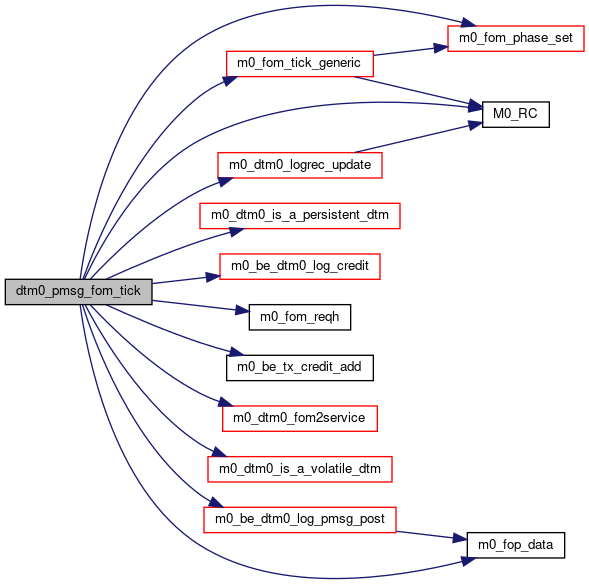 m0_fom_phase_set
m0_fom_tick_generic
M0_RC
m0_dtm0_logrec_update
m0_dtm0_is_a_persistent_dtm
m0_be_dtm0_log_credit
dtm0_pmsg_fom_tick
m0_fom_reqh
m0_be_tx_credit_add
m0_dtm0_fom2service
m0_dtm0_is_a_volatile_dtm
m0_be_dtm0_log_pmsg_post
m0_fop_data